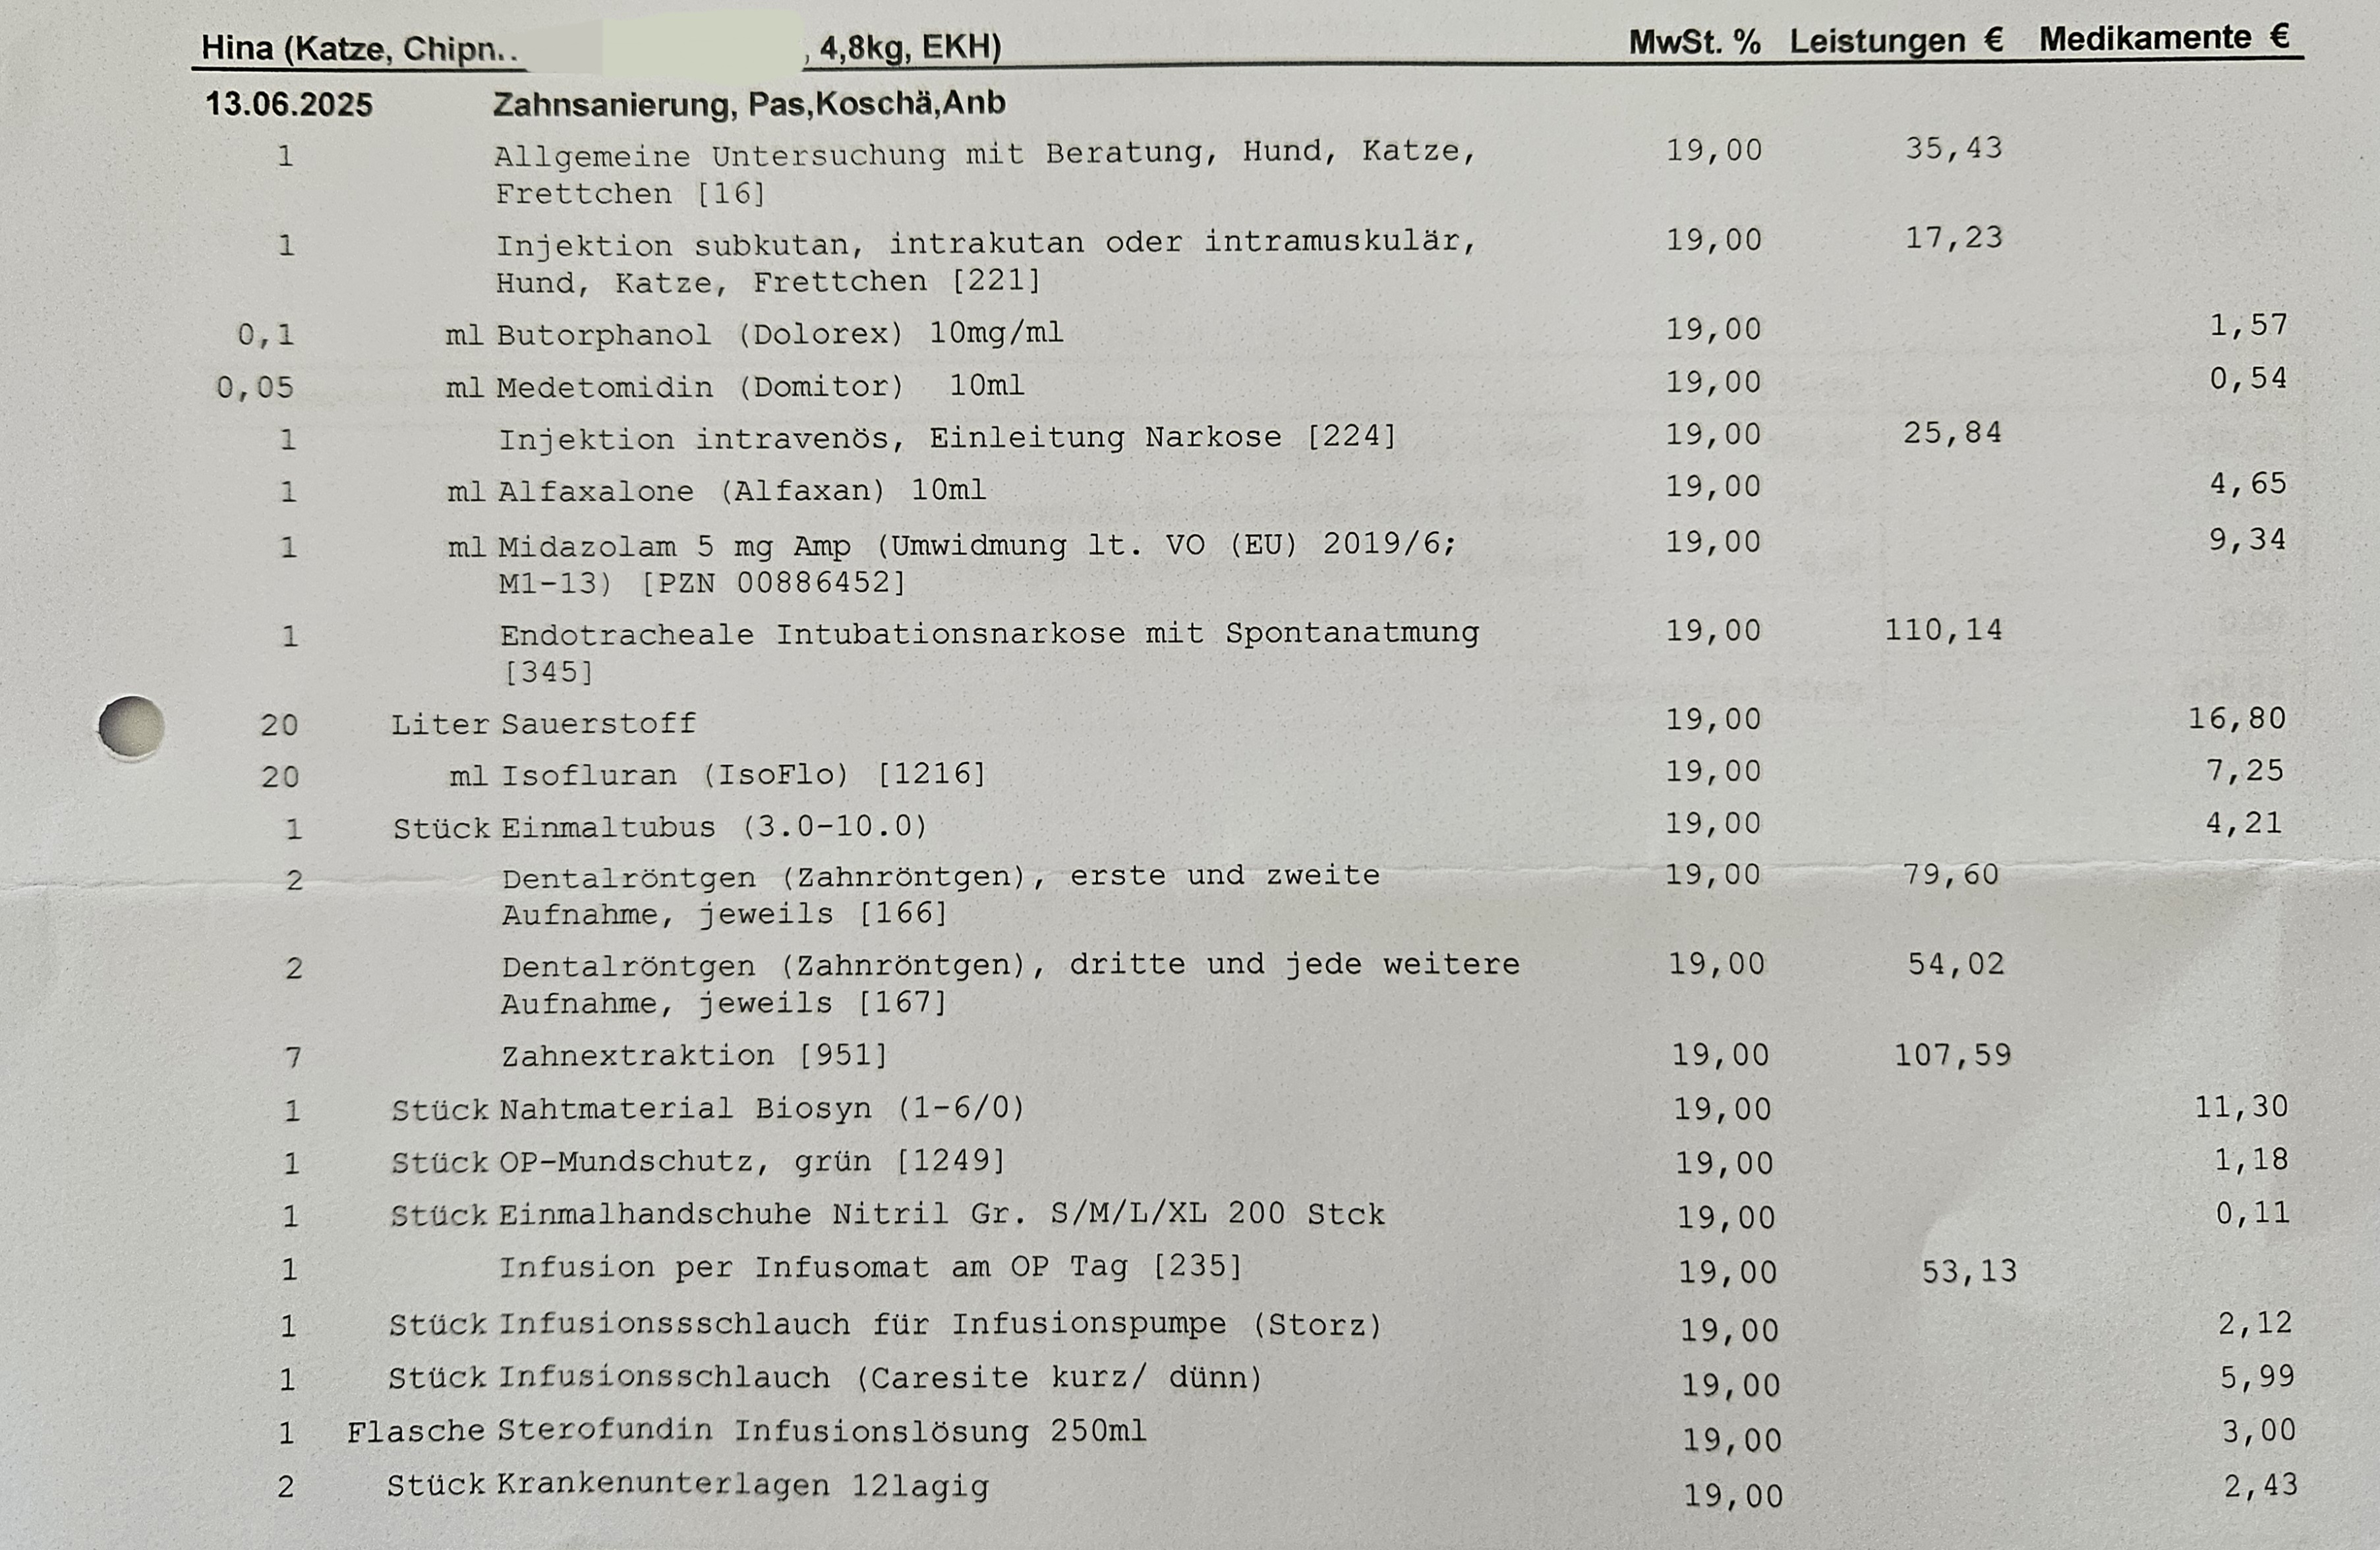 Hina (Katze, Chipn.. , 4,8kg, EKH) MwSt. % Leistungen € Medikamente €
13.06.2025 Zahnsanierung, Pas,Koschä,Anb
1 Allgemeine Untersuchung mit Beratung, Hund, Katze, 19,00 35,43
Frettchen [16]
1 Injektion subkutan, intrakutan oder intramuskulär, 19,00 17,23
Hund, Katze, Frettchen [221]
0,1 ml Butorphanol (Dolorex) 10mg/ml 19,00 1,57
0,05 ml Medetomidin (Domitor) 10ml 19,00 0,54
1 Injektion intravenös, Einleitung Narkose [224] 19,00 25,84
1 ml Alfaxalone (Alfaxan) 10ml 19,00 4,65
1 ml Midazolam 5 mg Amp (Umwidmung lt. VO (EU) 2019/6; 19,00 9,34
M1-13) [PZN 00886452]
1 Endotracheale Intubationsnarkose mit Spontanatmung 19,00 110,14
[345]
20 Liter Sauerstoff 19,00 16,80
20 ml Isofluran (IsoFlo) [1216] 19,00 7,25
1 Stück Einmaltubus (3.0-10.0) 19,00 4,21
2 Dentalröntgen (Zahnröntgen), erste und zweite 19,00 79,60
Aufnahme, jeweils [166]
2 Dentalröntgen (Zahnröntgen), dritte und jede weitere 19,00 54,02
Aufnahme, jeweils [167]
7 Zahnextraktion [951] 19,00 107,59
1 Stück Nahtmaterial Biosyn (1-6/0) 19,00 11,30
1 Stück OP-Mundschutz, grün [1249] 19,00 1,18
1 Stück Einmalhandschuhe Nitril Gr. S/M/L/XL 200 Stck 19,00 0,11
1 Infusion per Infusomat am OP Tag [235] 19,00 53,13
1 Stück Infusionssschlauch für Infusionspumpe (Storz) 19,00 2,12
1 Stück Infusionsschlauch (Caresite kurz/ dünn) 19,00 5,99
1 Flasche Sterofundin Infusionslösung 250ml 19,00 3,00
2 Stück Krankenunterlagen 12lagig 19,00 2,43